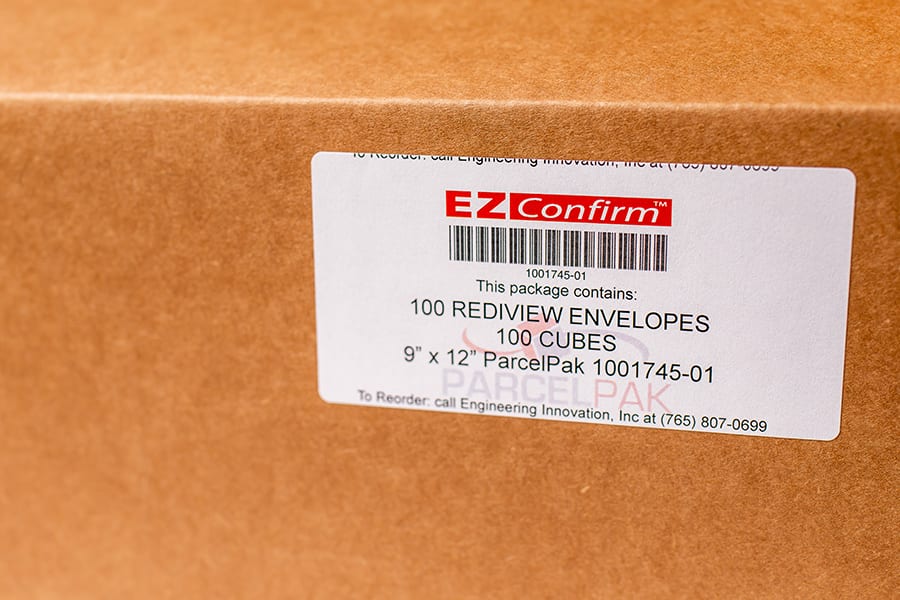 To Reorder: call Engineering Innovation, Inc at (765) 807-0699
EZ Confirm™
1001745-01
This package contains:
100 REDIVIEW ENVELOPES
100 CUBES
9” x 12” ParcelPak 1001745-01
PARCELPAK
To Reorder: call Engineering Innovation, Inc at (765) 807-0699